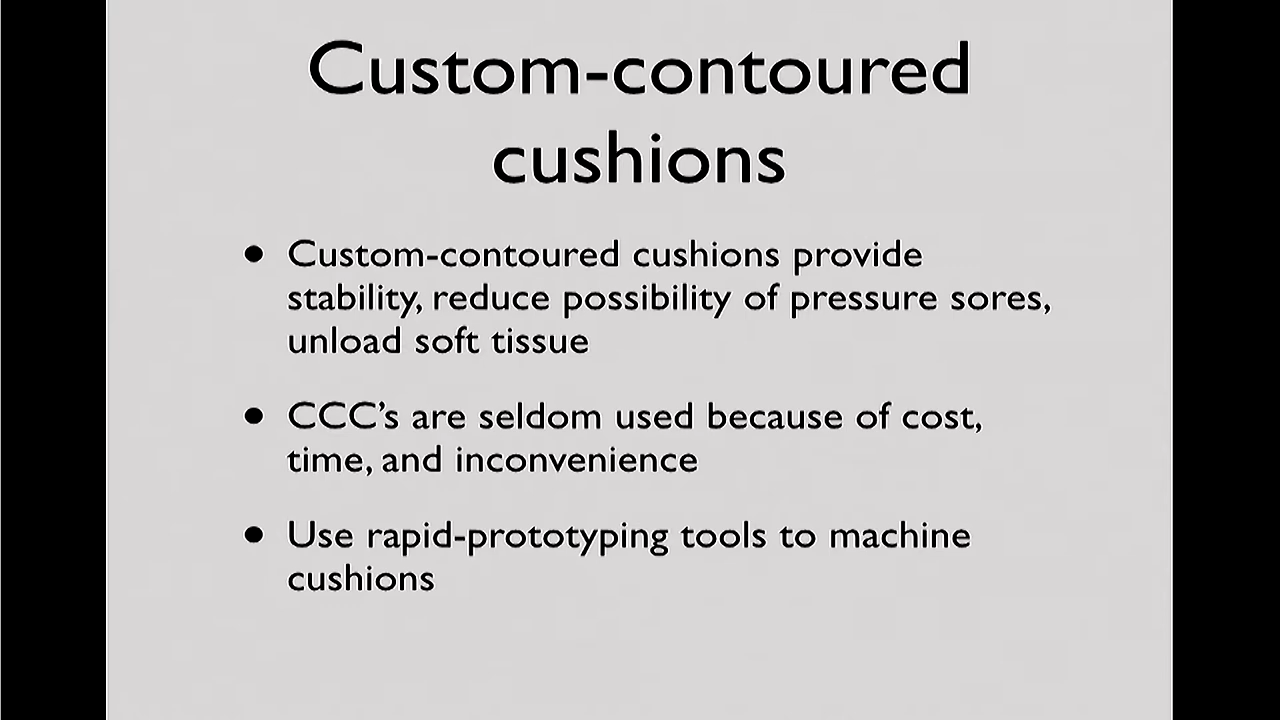 Custom-contoured
cushions
• Custom-contoured cushions provide
stability, reduce possibility of pressure sores,
unload soft tissue
• CCC’s are seldom used because of cost,
time, and inconvenience
• Use rapid-prototyping tools to machine
cushions